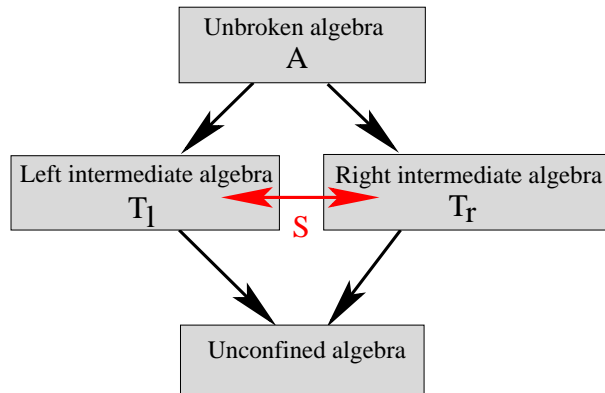 Unbroken algebra
A
Left intermediate algebra
T_l
Right intermediate algebra
T_r
S
Unconfined algebra